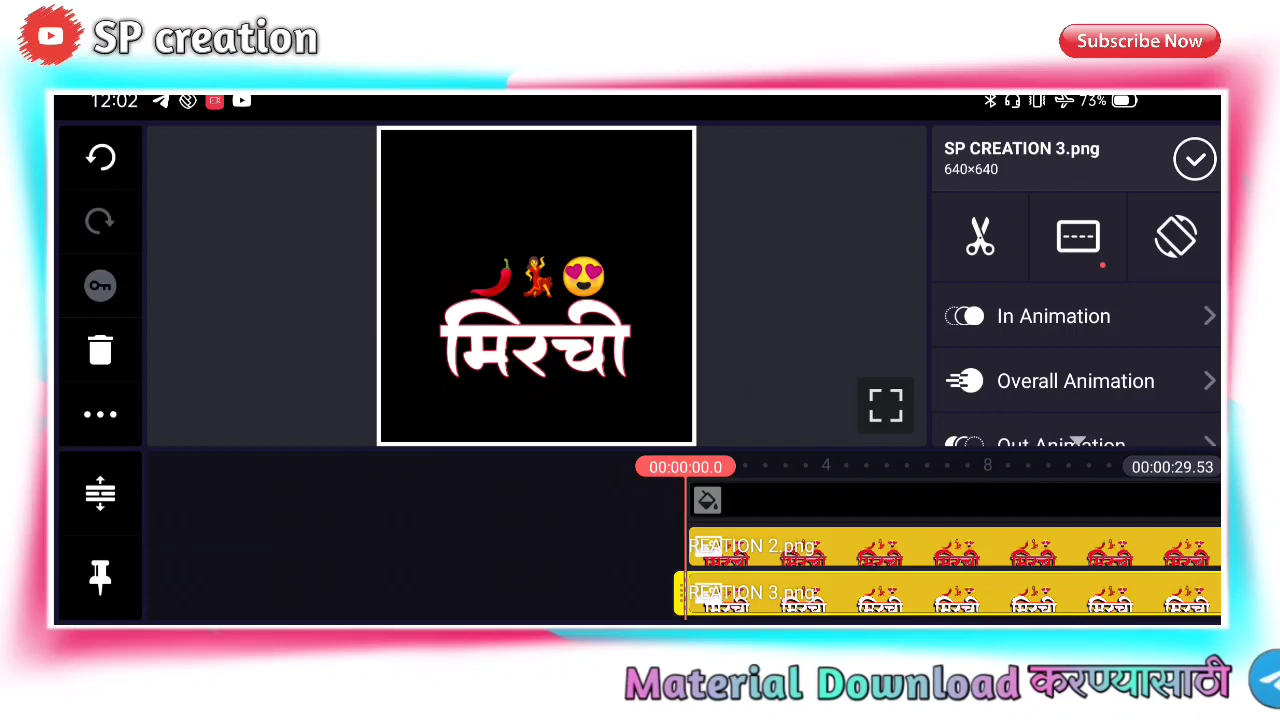 SP creation
Subscribe Now
12:02
73%
SP CREATION 3.png
640×640
मिरची
In Animation
Overall Animation
Out Animation
00:00:00.0
4
8
00:00:29.53
REATION 2.png
REATION 3.png
Material Download करण्यासाठी